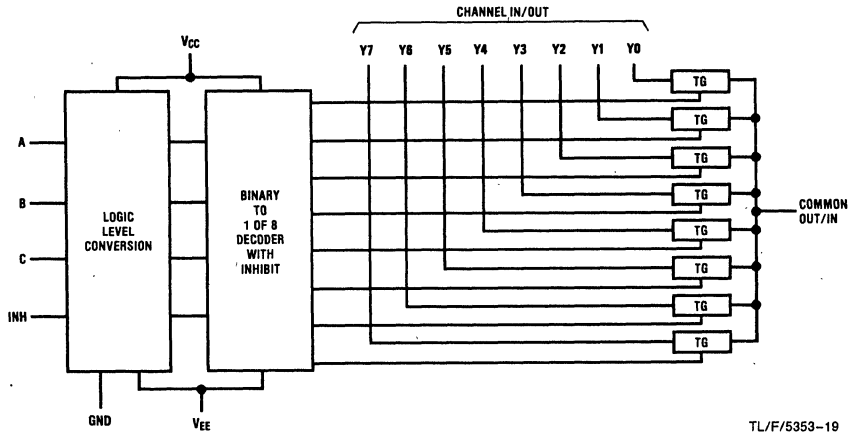 CHANNEL IN/OUT
VCC
Y7 Y6 Y5 Y4 Y3 Y2 Y1 Y0
TG
TG
TG
TG
TG
TG
TG
TG
A
B
C
INH
LOGIC
LEVEL
CONVERSION
BINARY
TO
1 OF 8
DECODER
WITH
INHIBIT
COMMON
OUT/IN
GND
VEE
TL/F/5353–19